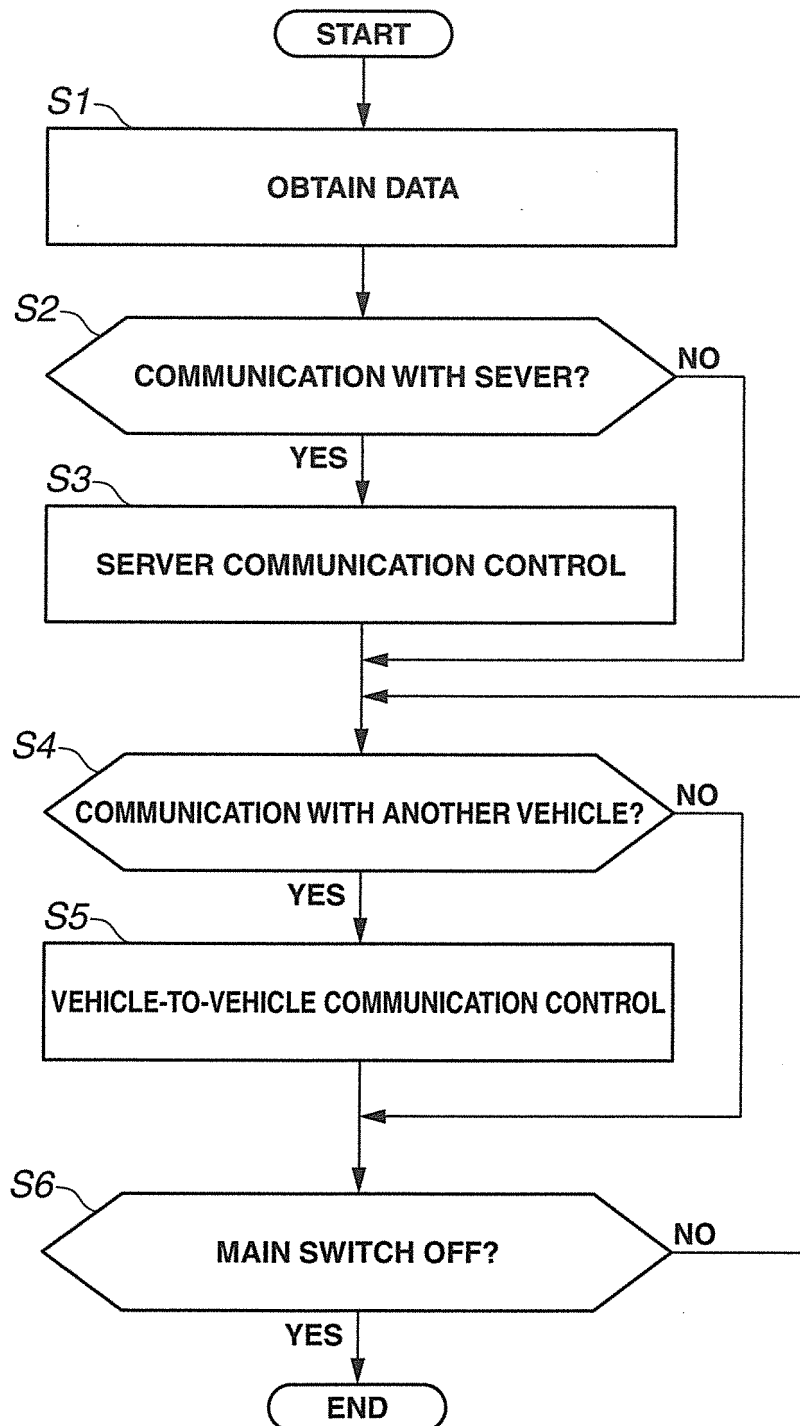 START
S1
OBTAIN DATA
S2
COMMUNICATION WITH SEVER?
NO
YES
S3
SERVER COMMUNICATION CONTROL
S4
COMMUNICATION WITH ANOTHER VEHICLE?
NO
YES
S5
VEHICLE-TO-VEHICLE COMMUNICATION CONTROL
S6
MAIN SWITCH OFF?
NO
YES
END